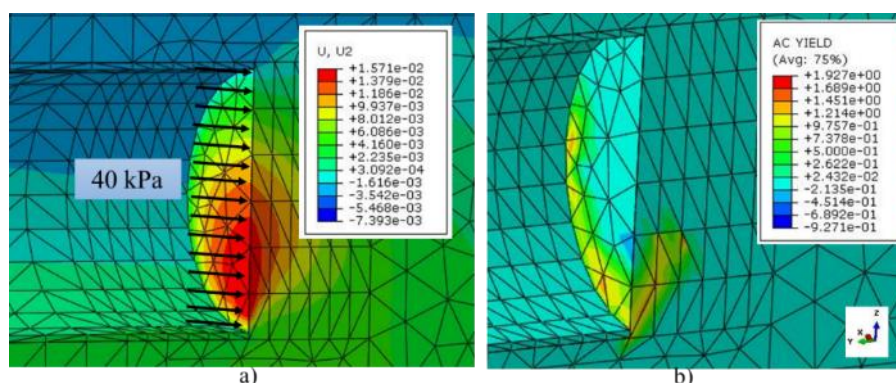 U, U2
+1.571e-02
+1.379e-02
+1.186e-02
+9.937e-03
+8.012e-03
+6.086e-03
+4.160e-03
+2.235e-03
+3.092e-04
-1.616e-03
-3.542e-03
-5.468e-03
-7.393e-03
40 kPa
a)
AC YIELD
(Avg: 75%)
+1.927e+00
+1.689e+00
+1.451e+00
+1.214e+00
+9.757e-01
+7.378e-01
+5.000e-01
+2.622e-01
+2.432e-02
-2.135e-01
-4.514e-01
-6.892e-01
-9.271e-01
Z
X
Y
b)